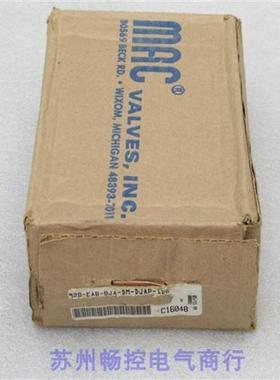 MAC®
VALVES, INC.
30569 BECK RD. • WIXOM, MICHIGAN 48393-7011
C16048
苏州畅控电气商行